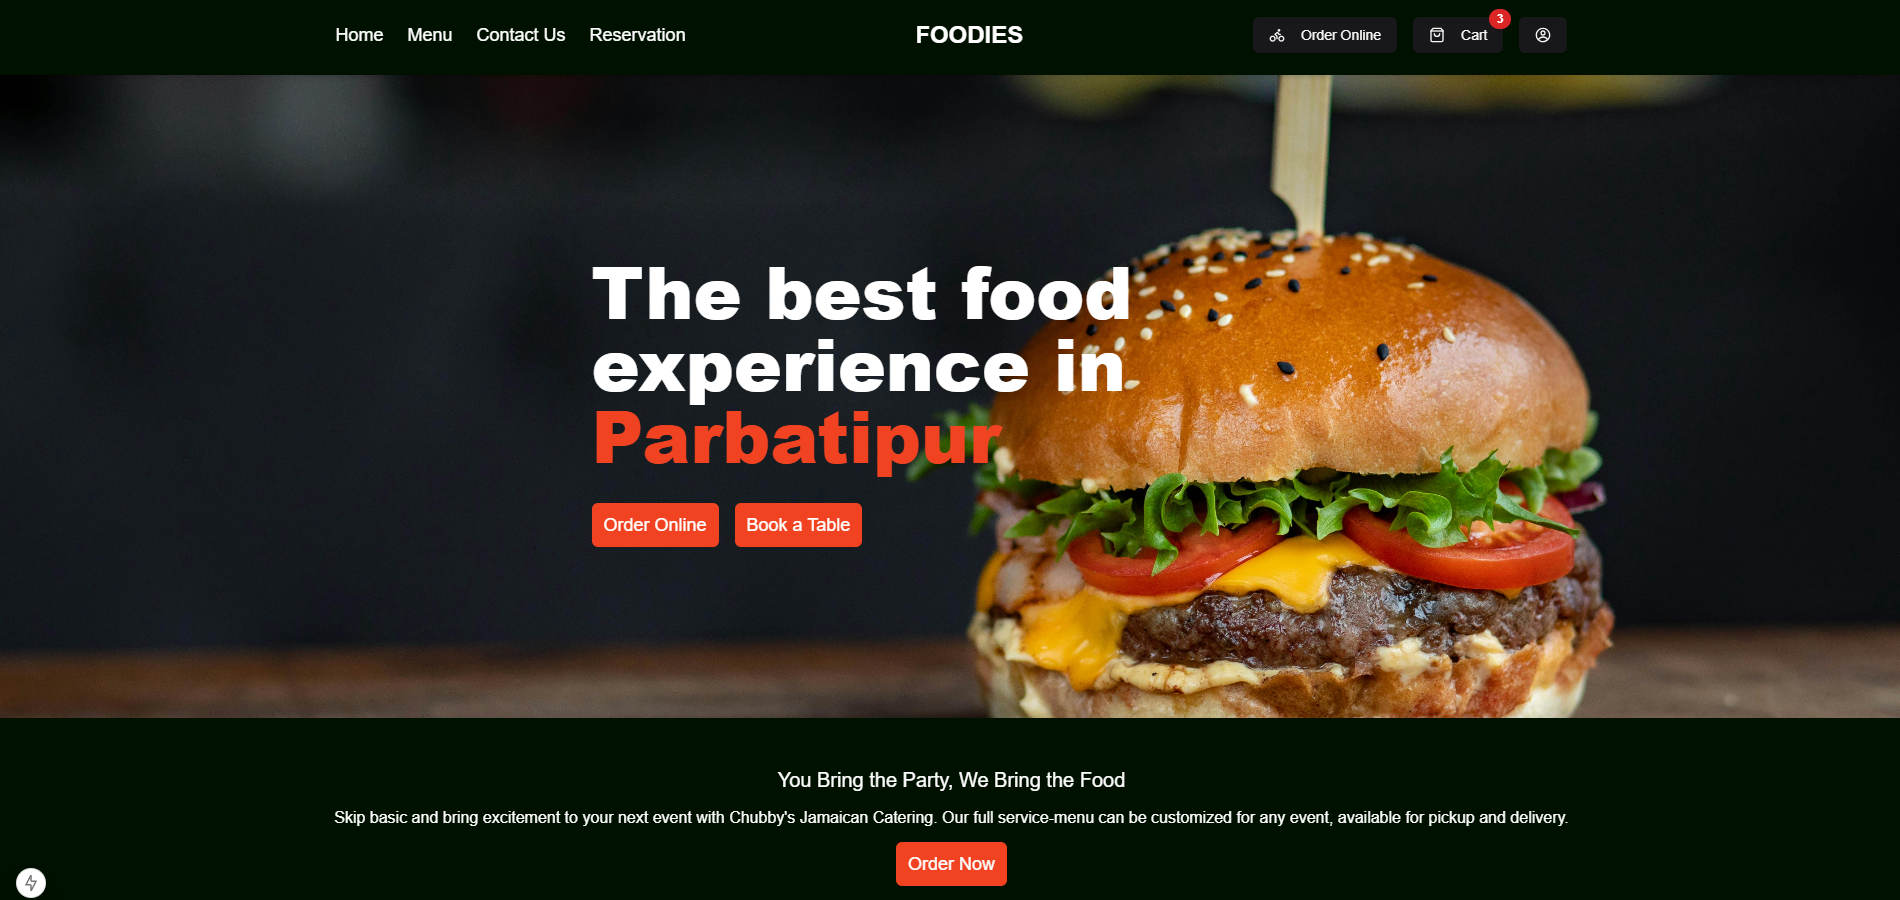 Home Menu Contact Us Reservation FOODIES Order Online Cart 3
The best food
experience in
Parbatipur
Order Online Book a Table
You Bring the Party, We Bring the Food
Skip basic and bring excitement to your next event with Chubby's Jamaican Catering. Our full service-menu can be customized for any event, available for pickup and delivery.
Order Now